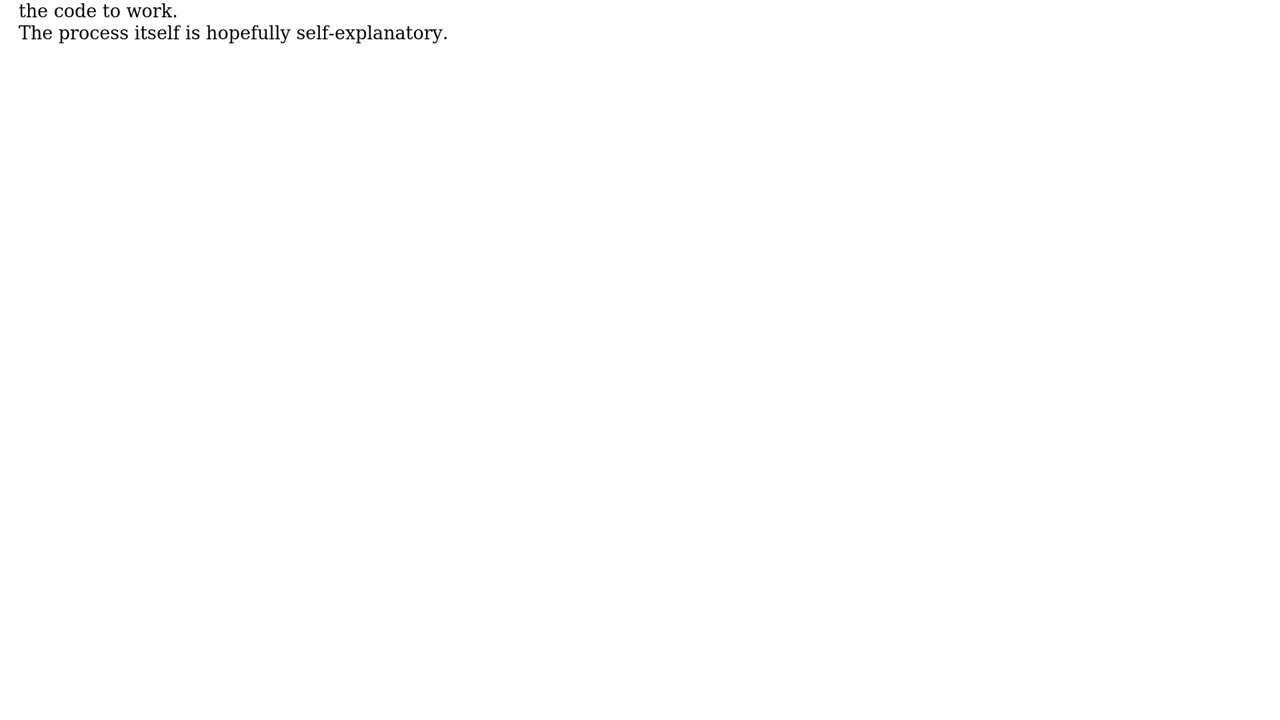 the code to work.
The process itself is hopefully self-explanatory.